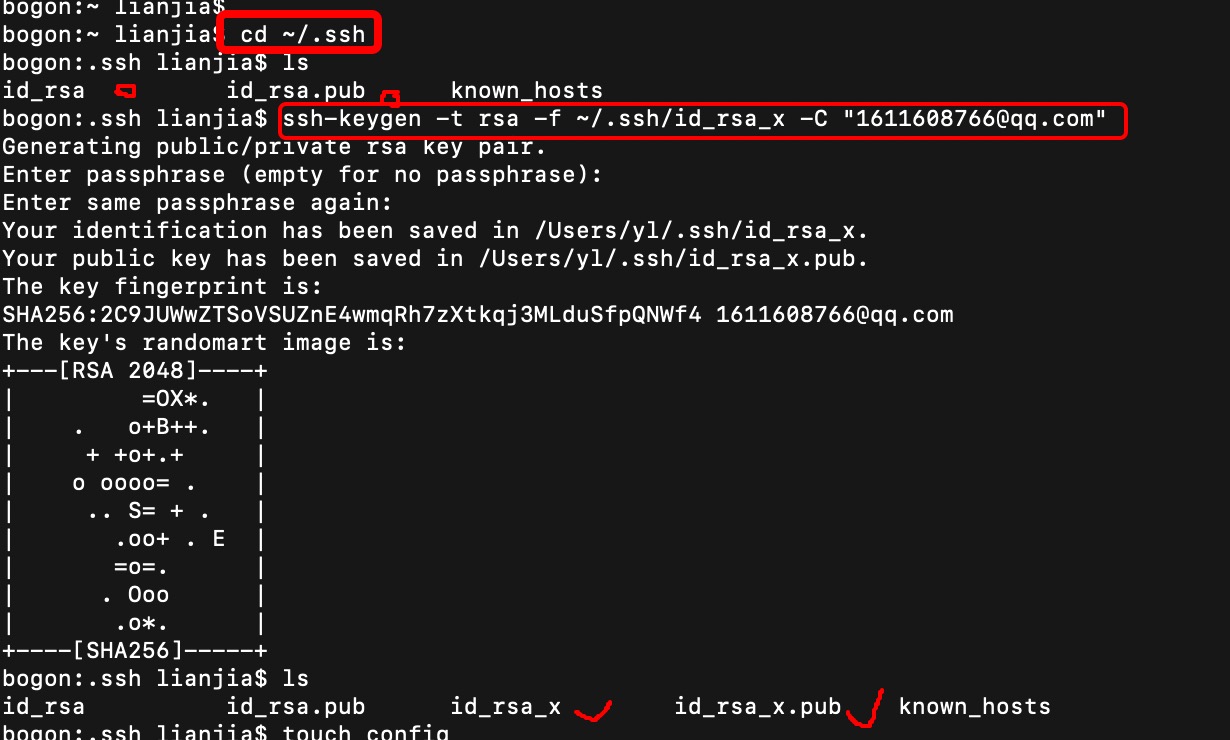 bogon:~ lianjia$
bogon:~ lianjia$ cd ~/.ssh
bogon:.ssh lianjia$ ls
id_rsa id_rsa.pub known_hosts
bogon:.ssh lianjia$ ssh-keygen -t rsa -f ~/.ssh/id_rsa_x -C "1611608766@qq.com"
Generating public/private rsa key pair.
Enter passphrase (empty for no passphrase):
Enter same passphrase again:
Your identification has been saved in /Users/yl/.ssh/id_rsa_x.
Your public key has been saved in /Users/yl/.ssh/id_rsa_x.pub.
The key fingerprint is:
SHA256:2C9JUWwZTSoVSUZnE4wmqRh7zXtkqj3MLduSfpQNWf4 1611608766@qq.com
The key's randomart image is:
+---[RSA 2048]----+
|         =OX*.   |
|    .   o+B++.   |
|     + +o+.+     |
|    o oooo= .    |
|     .. S= + .   |
|       .oo+ . E  |
|       =o=.      |
|      . Ooo      |
|       .o*.      |
+----[SHA256]-----+
bogon:.ssh lianjia$ ls
id_rsa id_rsa.pub id_rsa_x id_rsa_x.pub known_hosts
bogon:.ssh lianjia$ touch config